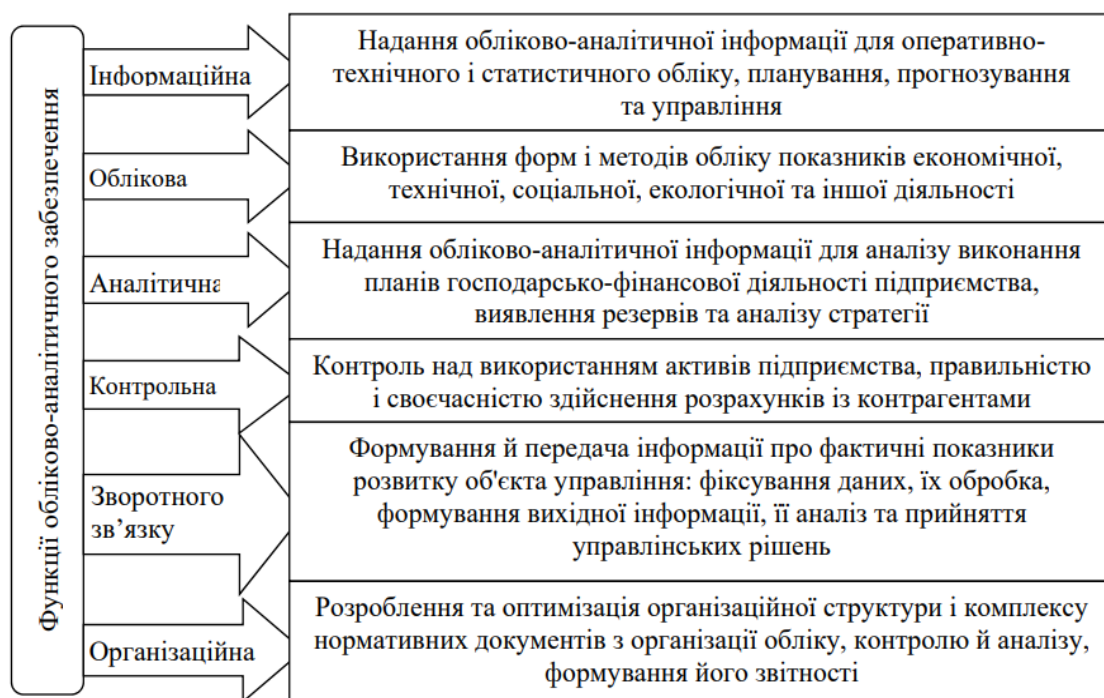 Функції обліково-аналітичного забезпечення
Інформаційна
Надання обліково-аналітичної інформації для оперативно-
технічного і статистичного обліку, планування, прогнозування
та управління
Облікова
Використання форм і методів обліку показників економічної,
технічної, соціальної, екологічної та іншої діяльності
Аналітична
Надання обліково-аналітичної інформації для аналізу виконання
планів господарсько-фінансової діяльності підприємства,
виявлення резервів та аналізу стратегії
Контрольна
Контроль над використанням активів підприємства, правильністю
і своєчасністю здійснення розрахунків із контрагентами
Зворотного
зв’язку
Формування й передача інформації про фактичні показники
розвитку об'єкта управління: фіксування даних, їх обробка,
формування вихідної інформації, її аналіз та прийняття
управлінських рішень
Організаційна
Розроблення та оптимізація організаційної структури і комплексу
нормативних документів з організації обліку, контролю й аналізу,
формування його звітності